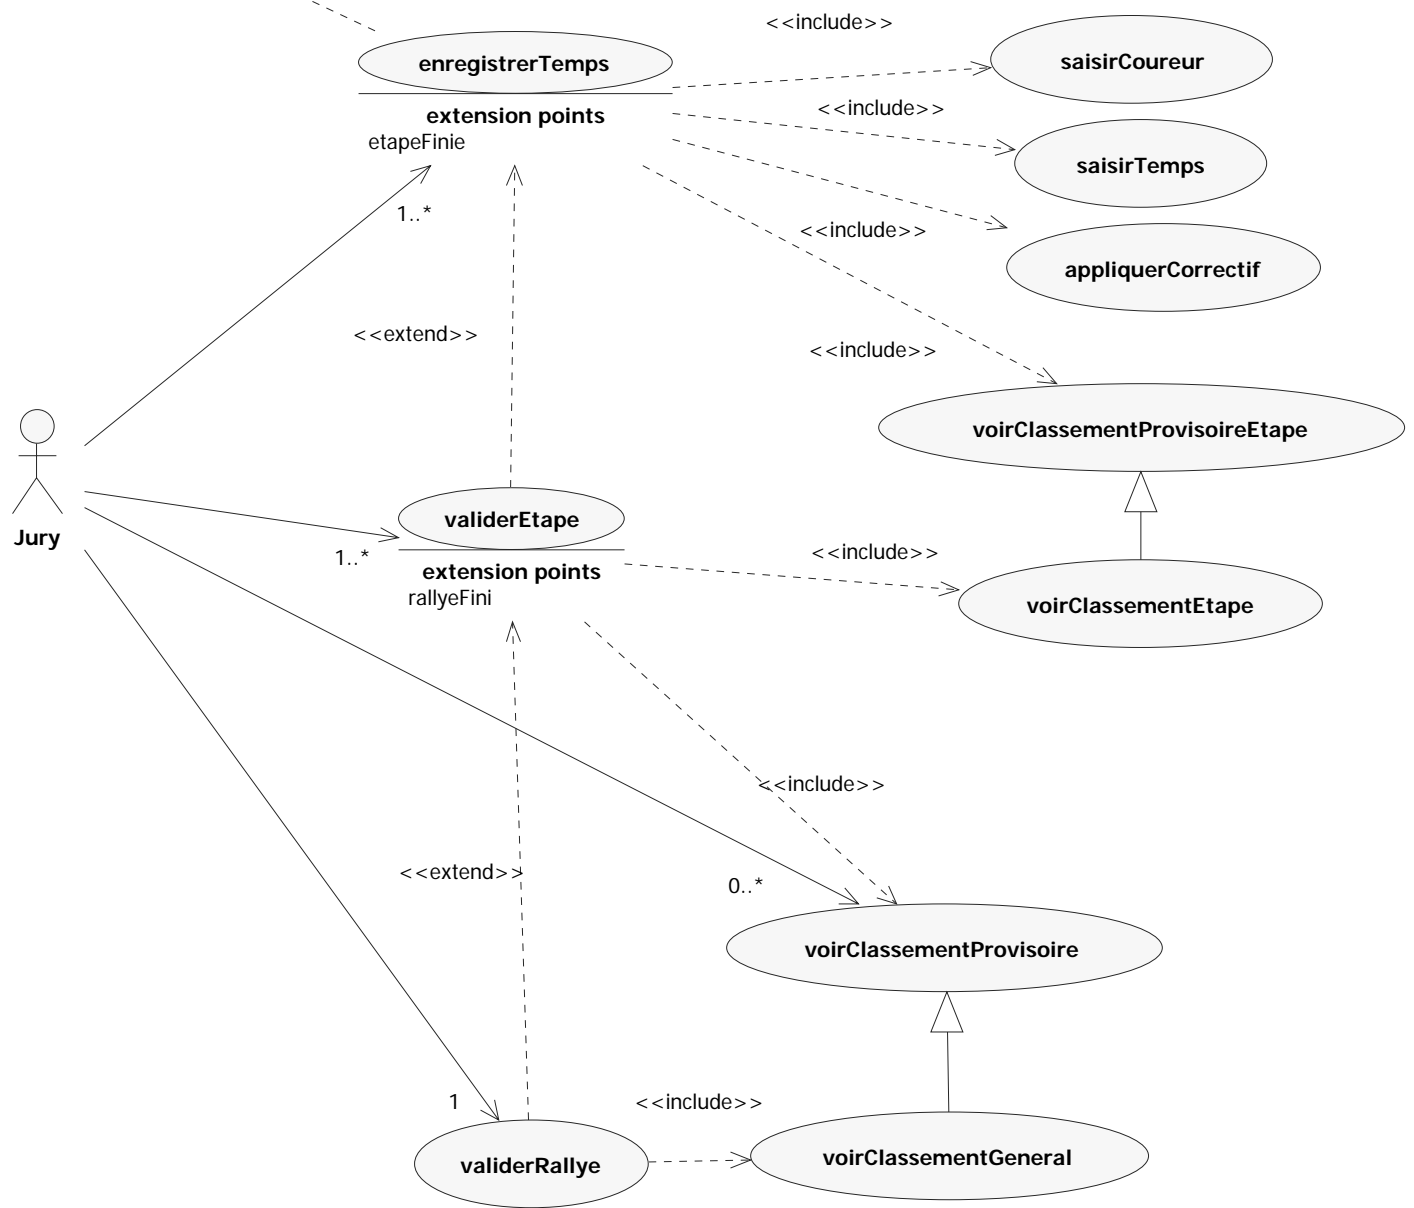 <<include>>
enregistrerTemps
saisirCoureur
extension points
<<include>>
etapeFinie
saisirTemps
1..*
<<include>>
appliquerCorrectif
<<extend>>
<<include>>
voirClassementProvisoireEtape
validerEtape
Jury
1..*
<<include>>
extension points
rallyeFini
voirClassementEtape
<<include>>
<<extend>>
0..*
voirClassementProvisoire
1
<<include>>
validerRallye
voirClassementGeneral